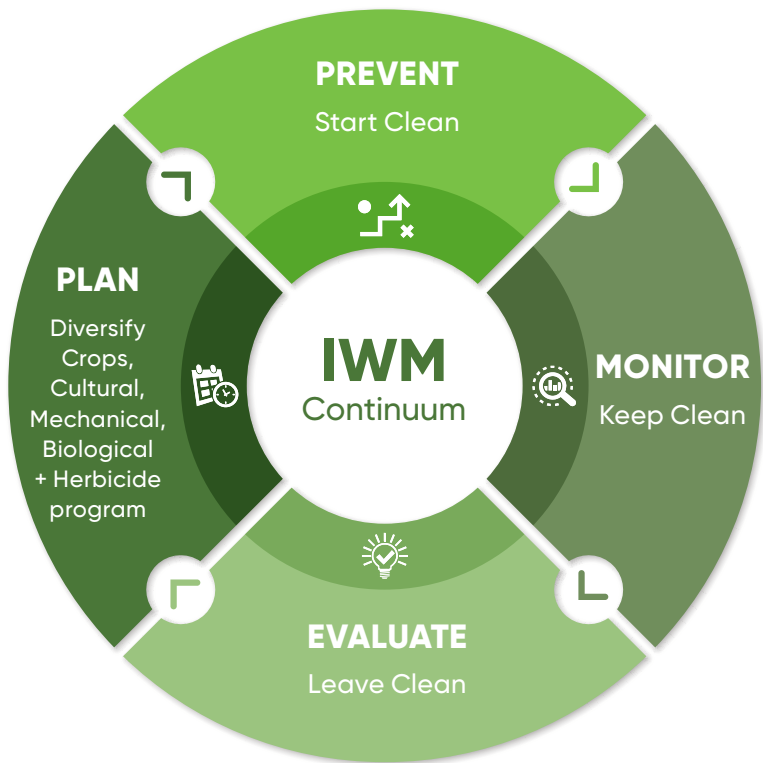 PREVENT
Start Clean
PLAN
Diversify
Crops,
Cultural,
Mechanical,
Biological
+ Herbicide
program
IWM
Continuum
MONITOR
Keep Clean
EVALUATE
Leave Clean